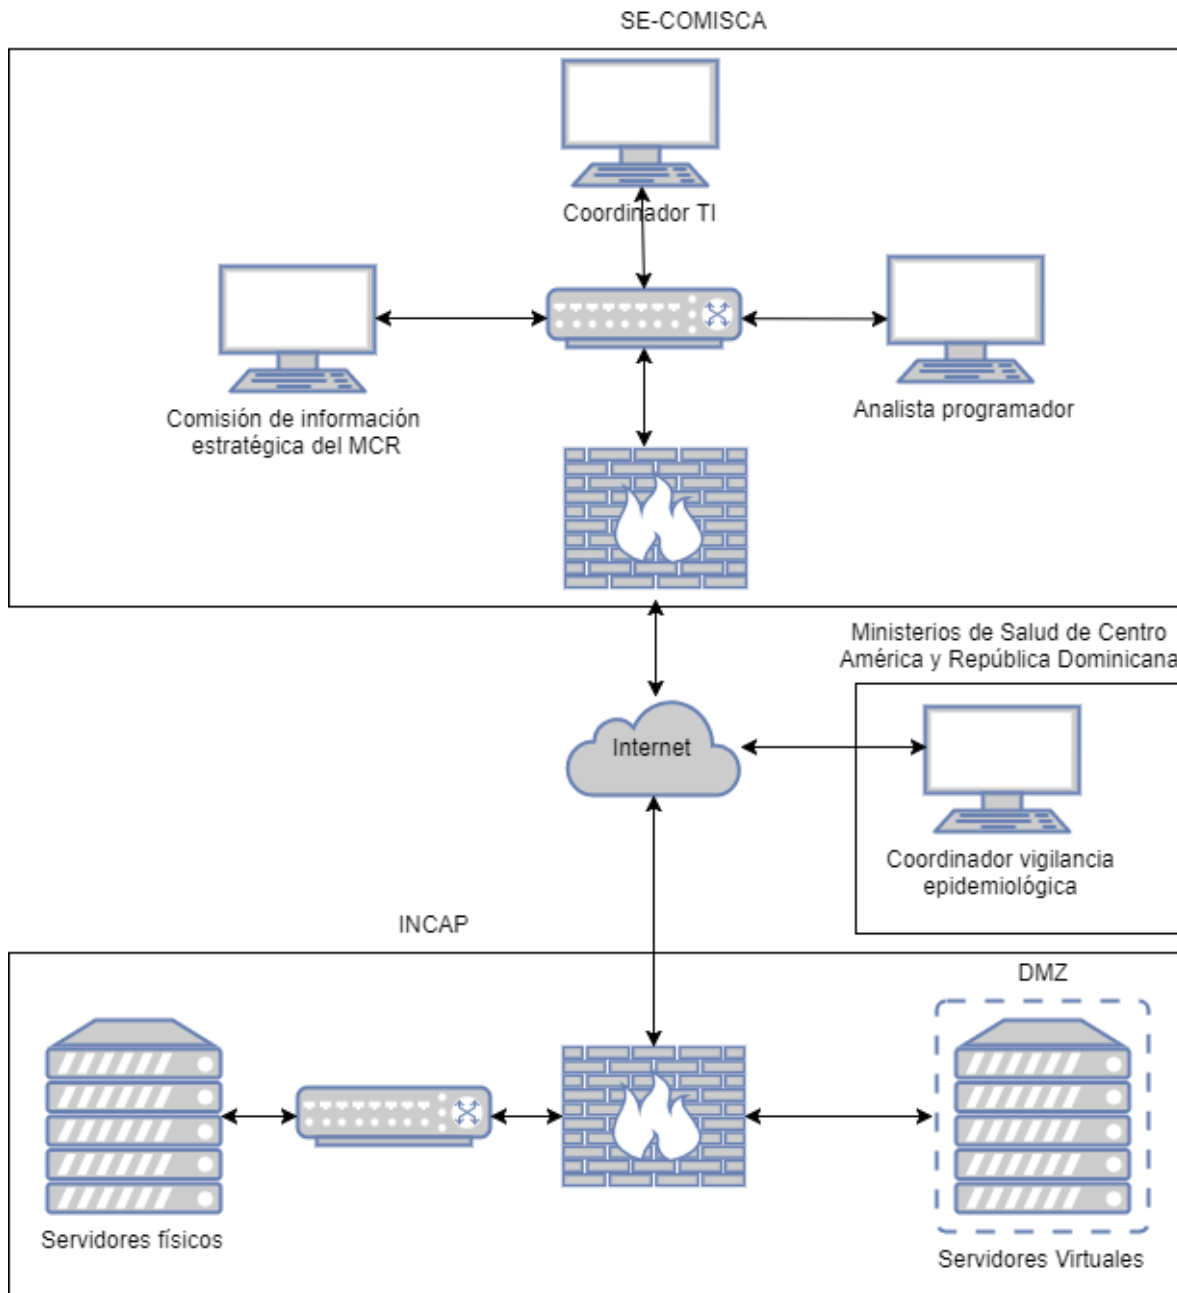 SE-COMISCA
Coordinador TI
Comisión de información
estratégica del MCR
Analista programador
Ministerios de Salud de Centro
América y República Dominicana
Internet
Coordinador vigilancia
epidemiológica
INCAP
DMZ
Servidores físicos
Servidores Virtuales